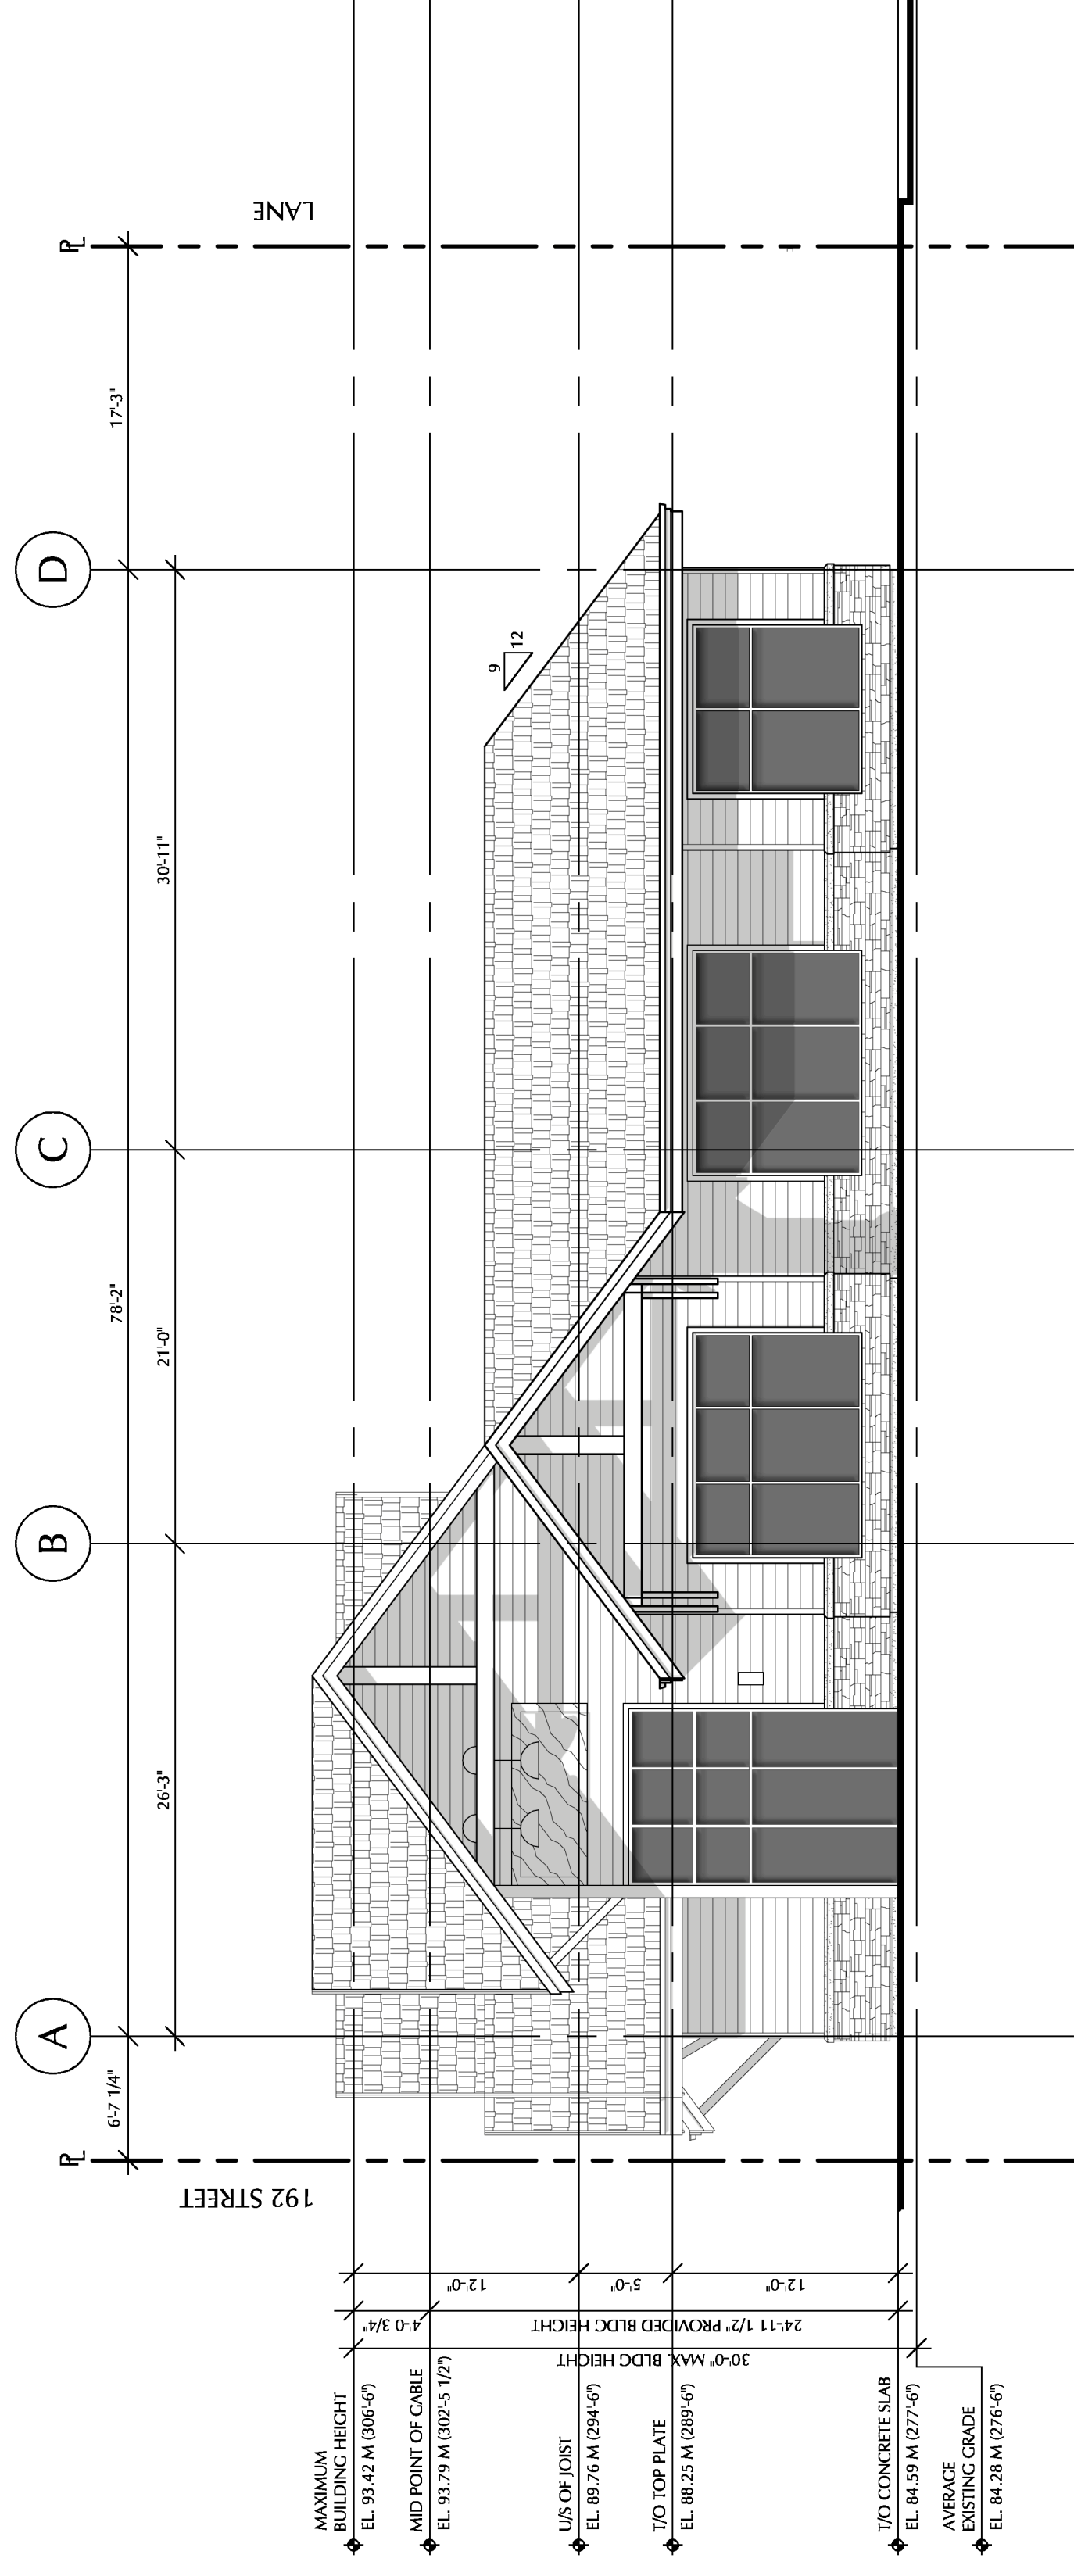 LANE
PL
17'-3"
D
30'-11"
9
12
C
78'-2"
21'-0"
B
26'-3"
A
6'-7 1/4"
PL
192 STREET
12'-0"
5'-0"
12'-0"
4'-0 3/4"
24'-11 1/2" PROVIDED BLDG HEIGHT
30'-0" MAX. BLDG HEIGHT
MAXIMUM
BUILDING HEIGHT
EL. 93.42 M (306'-6")
MID POINT OF GABLE
EL. 93.79 M (302'-5 1/2")
U/S OF JOIST
EL. 89.76 M (294'-6")
T/O TOP PLATE
EL. 88.25 M (289'-6")
T/O CONCRETE SLAB
EL. 84.59 M (277'-6")
AVERAGE
EXISTING GRADE
EL. 84.28 M (276'-6")